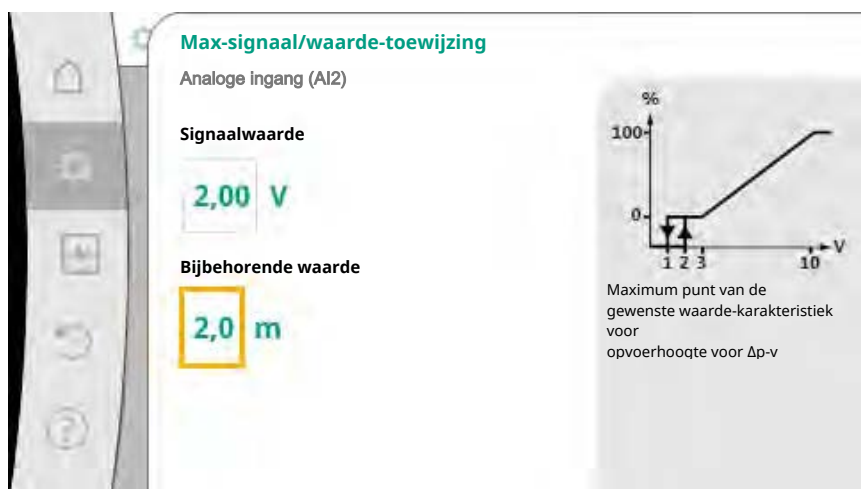 Max-signaal/waarde-toewijzing
Analoge ingang (AI2)
Signaalwaarde
2,00 V
Bijbehorende waarde
2,0 m
%
100
0
1 2 3 10 V
Maximum punt van de
gewenste waarde-karakteristiek
voor
opvoerhoogte voor Δp-v
?